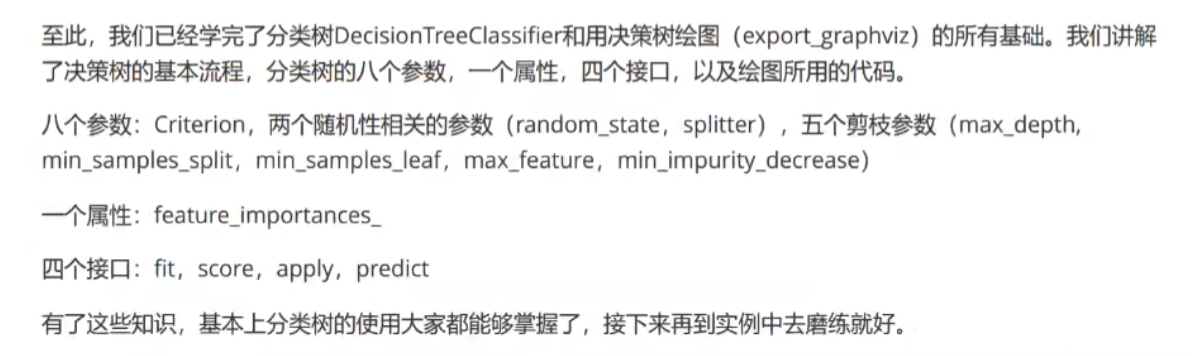 至此，我们已经学完了分类树DecisionTreeClassifier和用决策树绘图（export_graphviz）的所有基础。我们讲解
了决策树的基本流程，分类树的八个参数，一个属性，四个接口，以及绘图所用的代码。
八个参数：Criterion，两个随机性相关的参数（random_state，splitter），五个剪枝参数（max_depth,
min_samples_split，min_samples_leaf，max_feature，min_impurity_decrease）
一个属性：feature_importances_
四个接口：fit，score，apply，predict
有了这些知识，基本上分类树的使用大家都能够掌握了，接下来再到实例中去磨练就好。